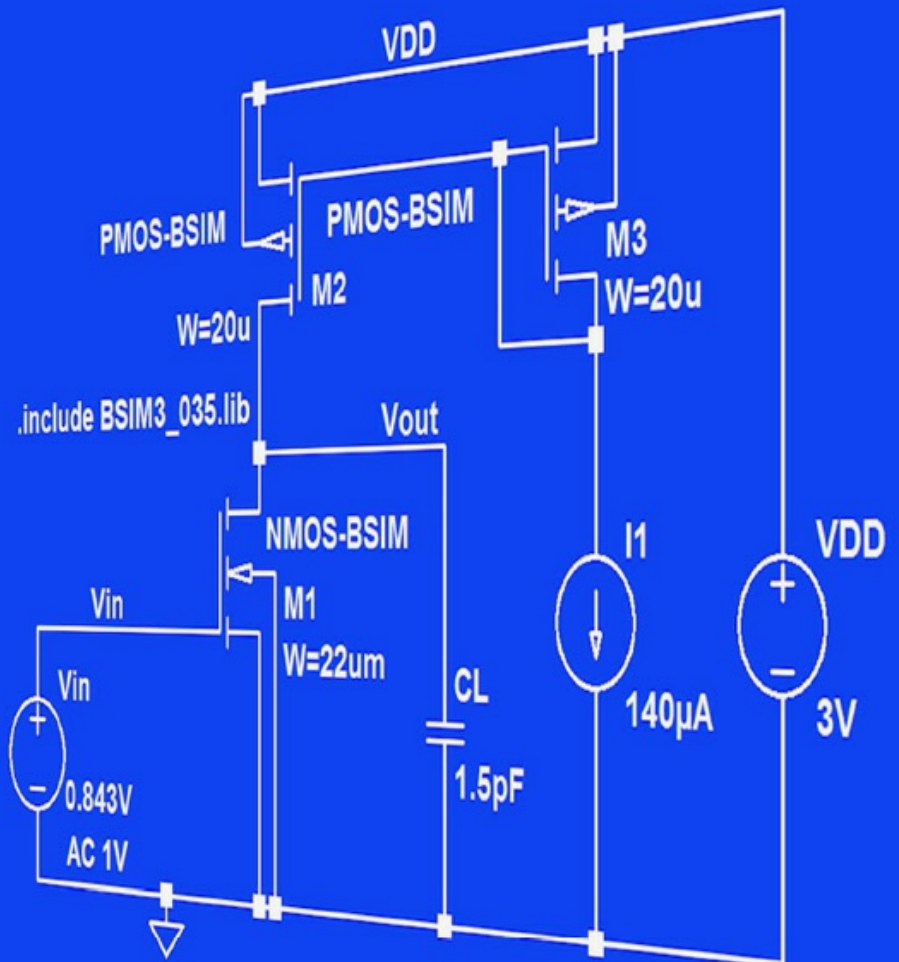 VDD
PMOS-BSIM
PMOS-BSIM
M2
M3
W=20u
W=20u
.include BSIM3_035.lib
Vout
NMOS-BSIM
M1
W=22um
Vin
Vin
+
−
0.843V
AC 1V
CL
1.5pF
I1
140µA
VDD
+
−
3V